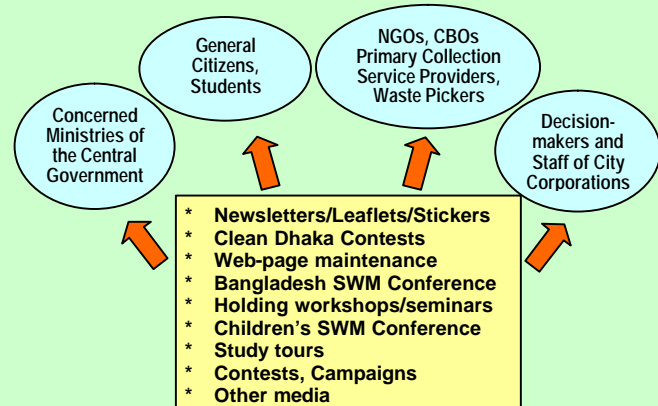 Concerned
Ministries of
the Central
Government
General
Citizens,
Students
NGOs, CBOs
Primary Collection
Service Providers,
Waste Pickers
Decision-
makers and
Staff of City
Corporations
* Newsletters/Leaflets/Stickers
* Clean Dhaka Contests
* Web-page maintenance
* Bangladesh SWM Conference
* Holding workshops/seminars
* Children's SWM Conference
* Study tours
* Contests, Campaigns
* Other media